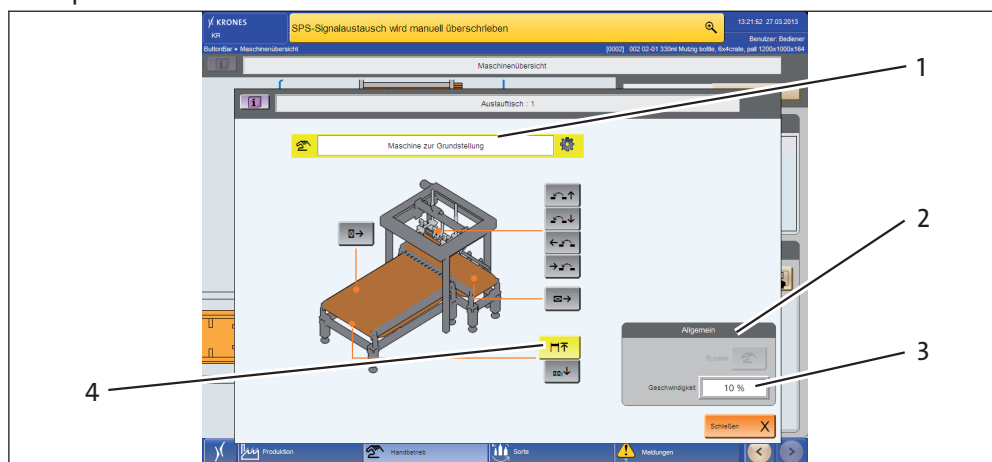 KRONES
KR
SPS-Signalaustausch wird manuell überschrieben
13:21:52 27.03.2013
Benutzer: Bediener
ButtonBar ▸ Maschinenübersicht
[0002] 002 02-01 330ml Mutzig bottle, 6x4crate, pall 1200x1000x164
Maschinenübersicht
Auslauftisch : 1
Maschine zur Grundstellung
1
2
3
4
Allgemein
Bypass
Geschwindigkeit
10 %
Schließen X
Produktion
Handbetrieb
Sorte
Meldungen